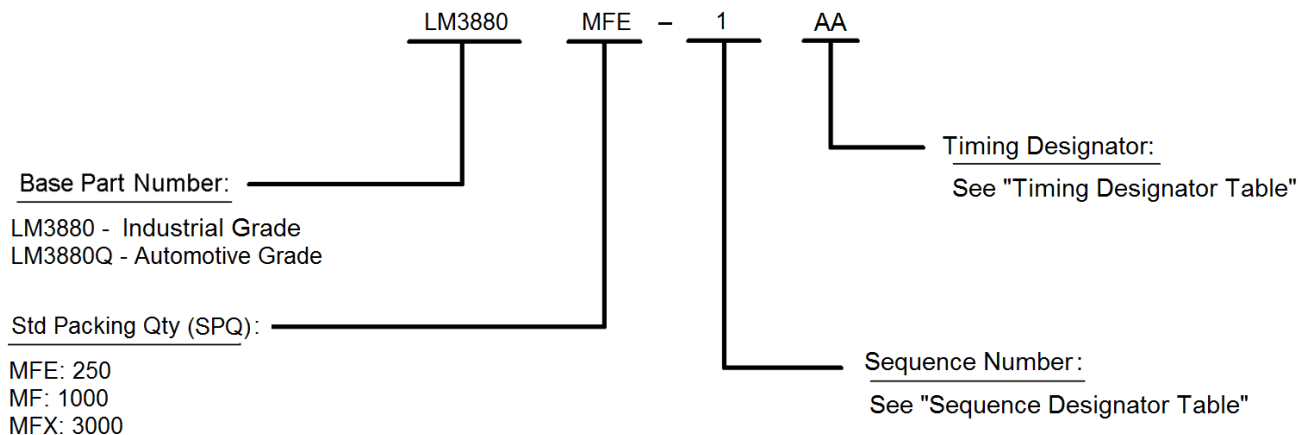 LM3880 MFE – 1 AA
Timing Designator:
See "Timing Designator Table"
Base Part Number:
LM3880 - Industrial Grade
LM3880Q - Automotive Grade
Std Packing Qty (SPQ):
MFE: 250
MF: 1000
MFX: 3000
Sequence Number:
See "Sequence Designator Table"